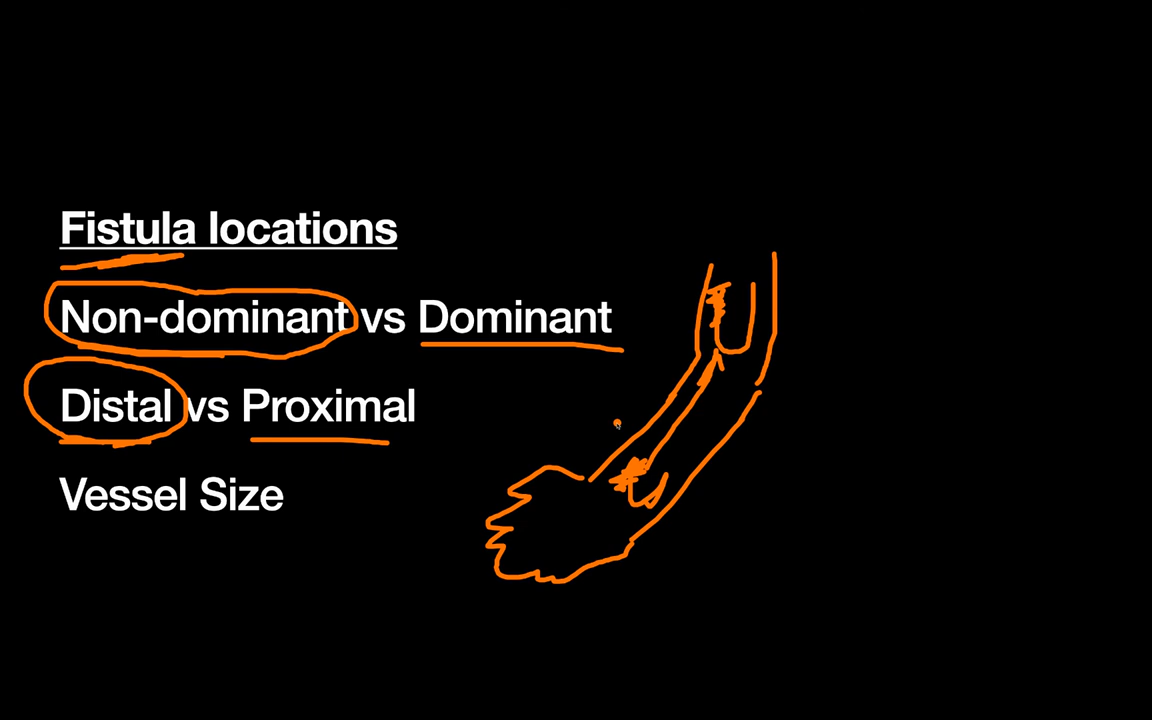 Fistula locations
Non-dominant vs Dominant
Distal vs Proximal
Vessel Size